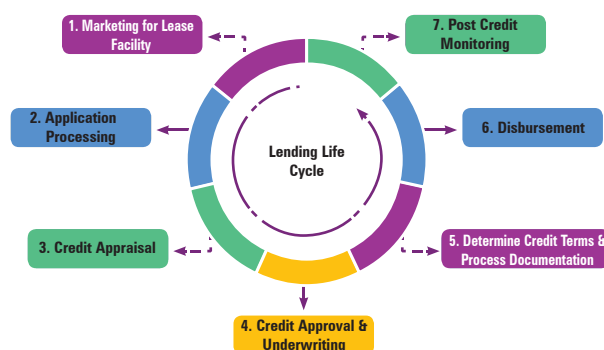 1. Marketing for Lease
Facility
2. Application
Processing
3. Credit Appraisal
4. Credit Approval &
Underwriting
5. Determine Credit Terms &
Process Documentation
6. Disbursement
7. Post Credit
Monitoring
Lending Life
Cycle